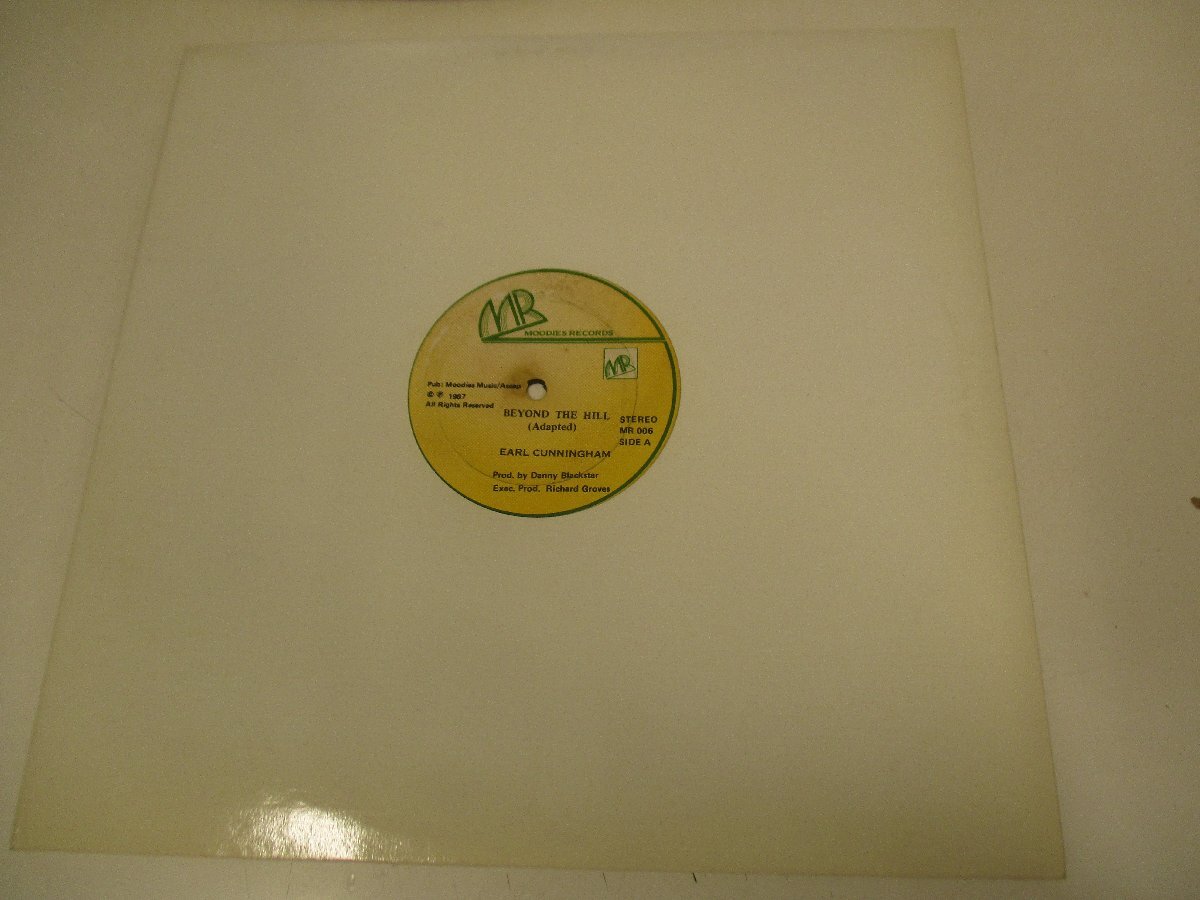 MR
MOODIES RECORDS
MR
Pub: Moodies Music/Ascap
© ℗ 1987
All Rights Reserved
BEYOND THE HILL
(Adapted)
STEREO
MR 006
SIDE A
EARL CUNNINGHAM
Prod. by Danny Blackstar
Exec. Prod. Richard Groves